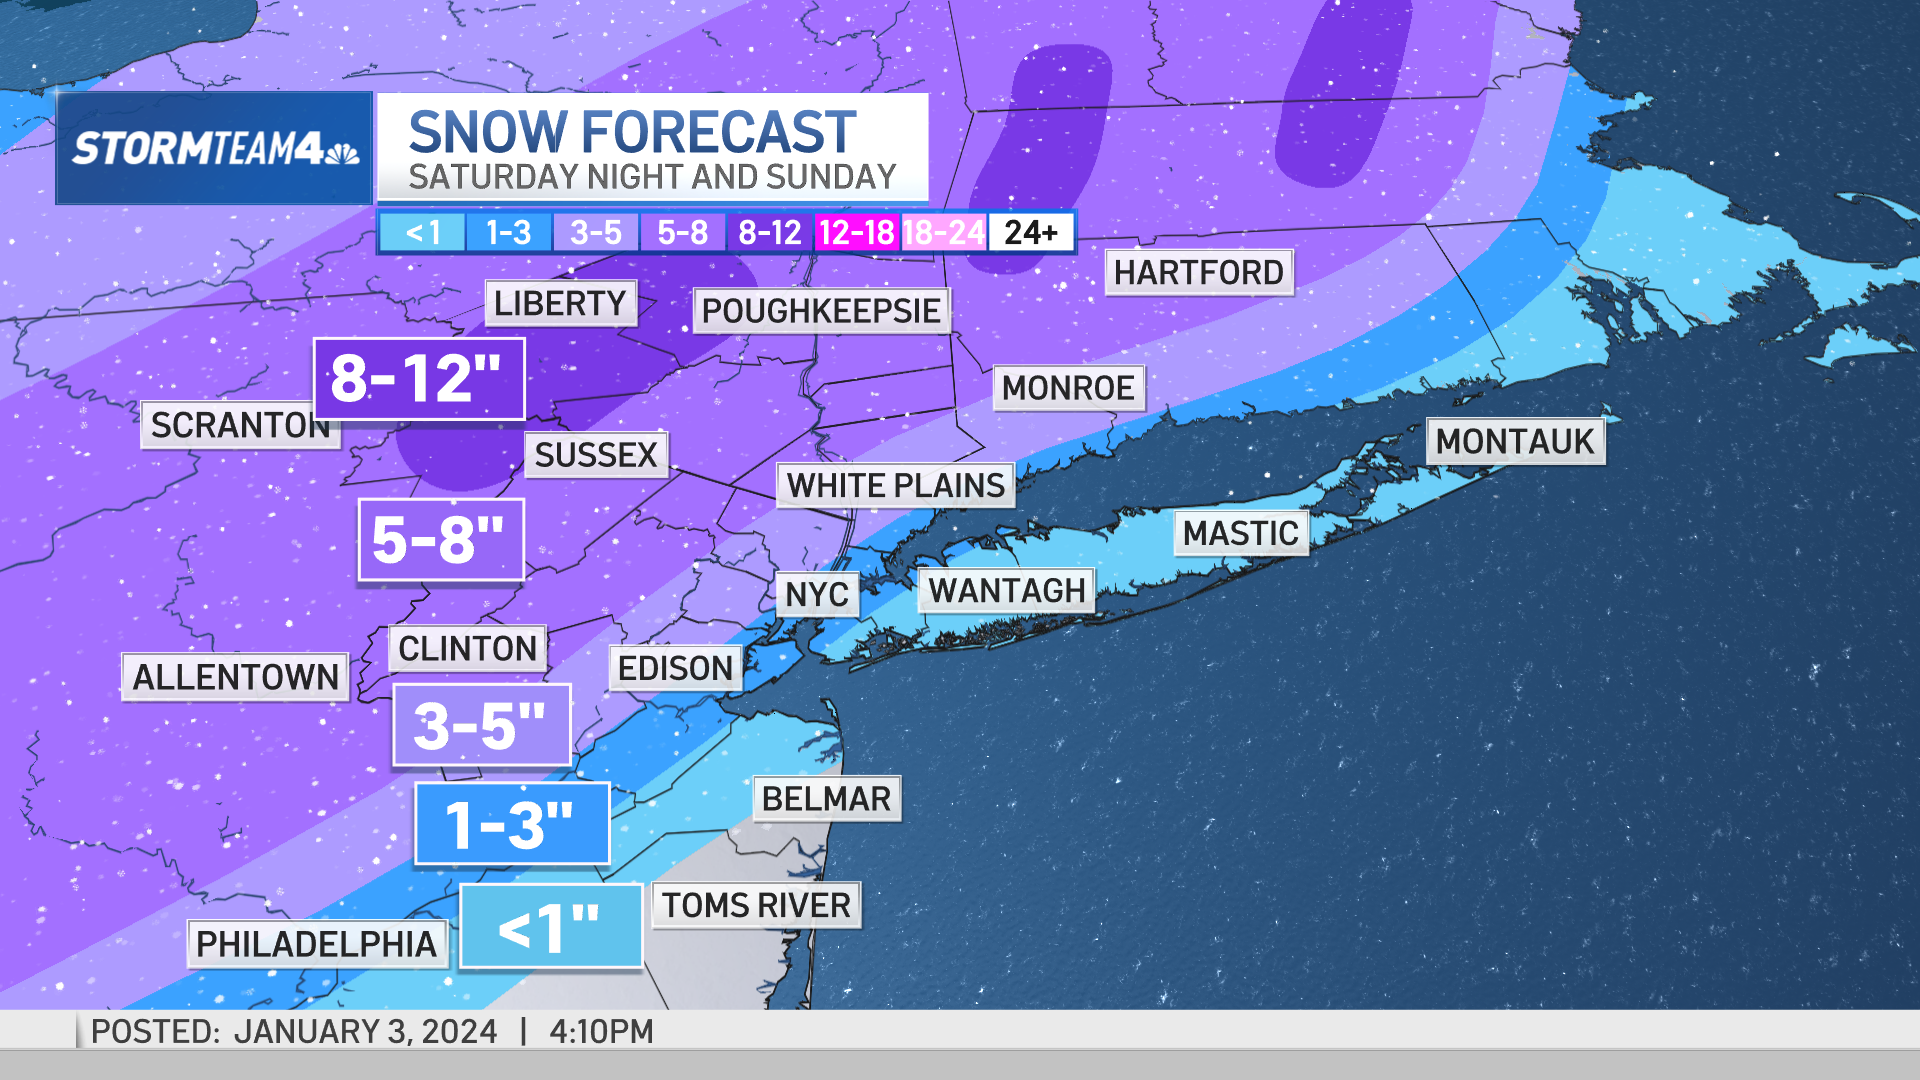 STORMTEAM4
SNOW FORECAST
SATURDAY NIGHT AND SUNDAY
<1 1-3 3-5 5-8 8-12 12-18 18-24 24+
HARTFORD
LIBERTY
POUGHKEEPSIE
8-12"
MONROE
SCRANTON
MONTAUK
SUSSEX
WHITE PLAINS
5-8"
MASTIC
NYC
WANTAGH
CLINTON
EDISON
ALLENTOWN
3-5"
BELMAR
1-3"
TOMS RIVER
<1"
PHILADELPHIA
POSTED: JANUARY 3, 2024 | 4:10PM